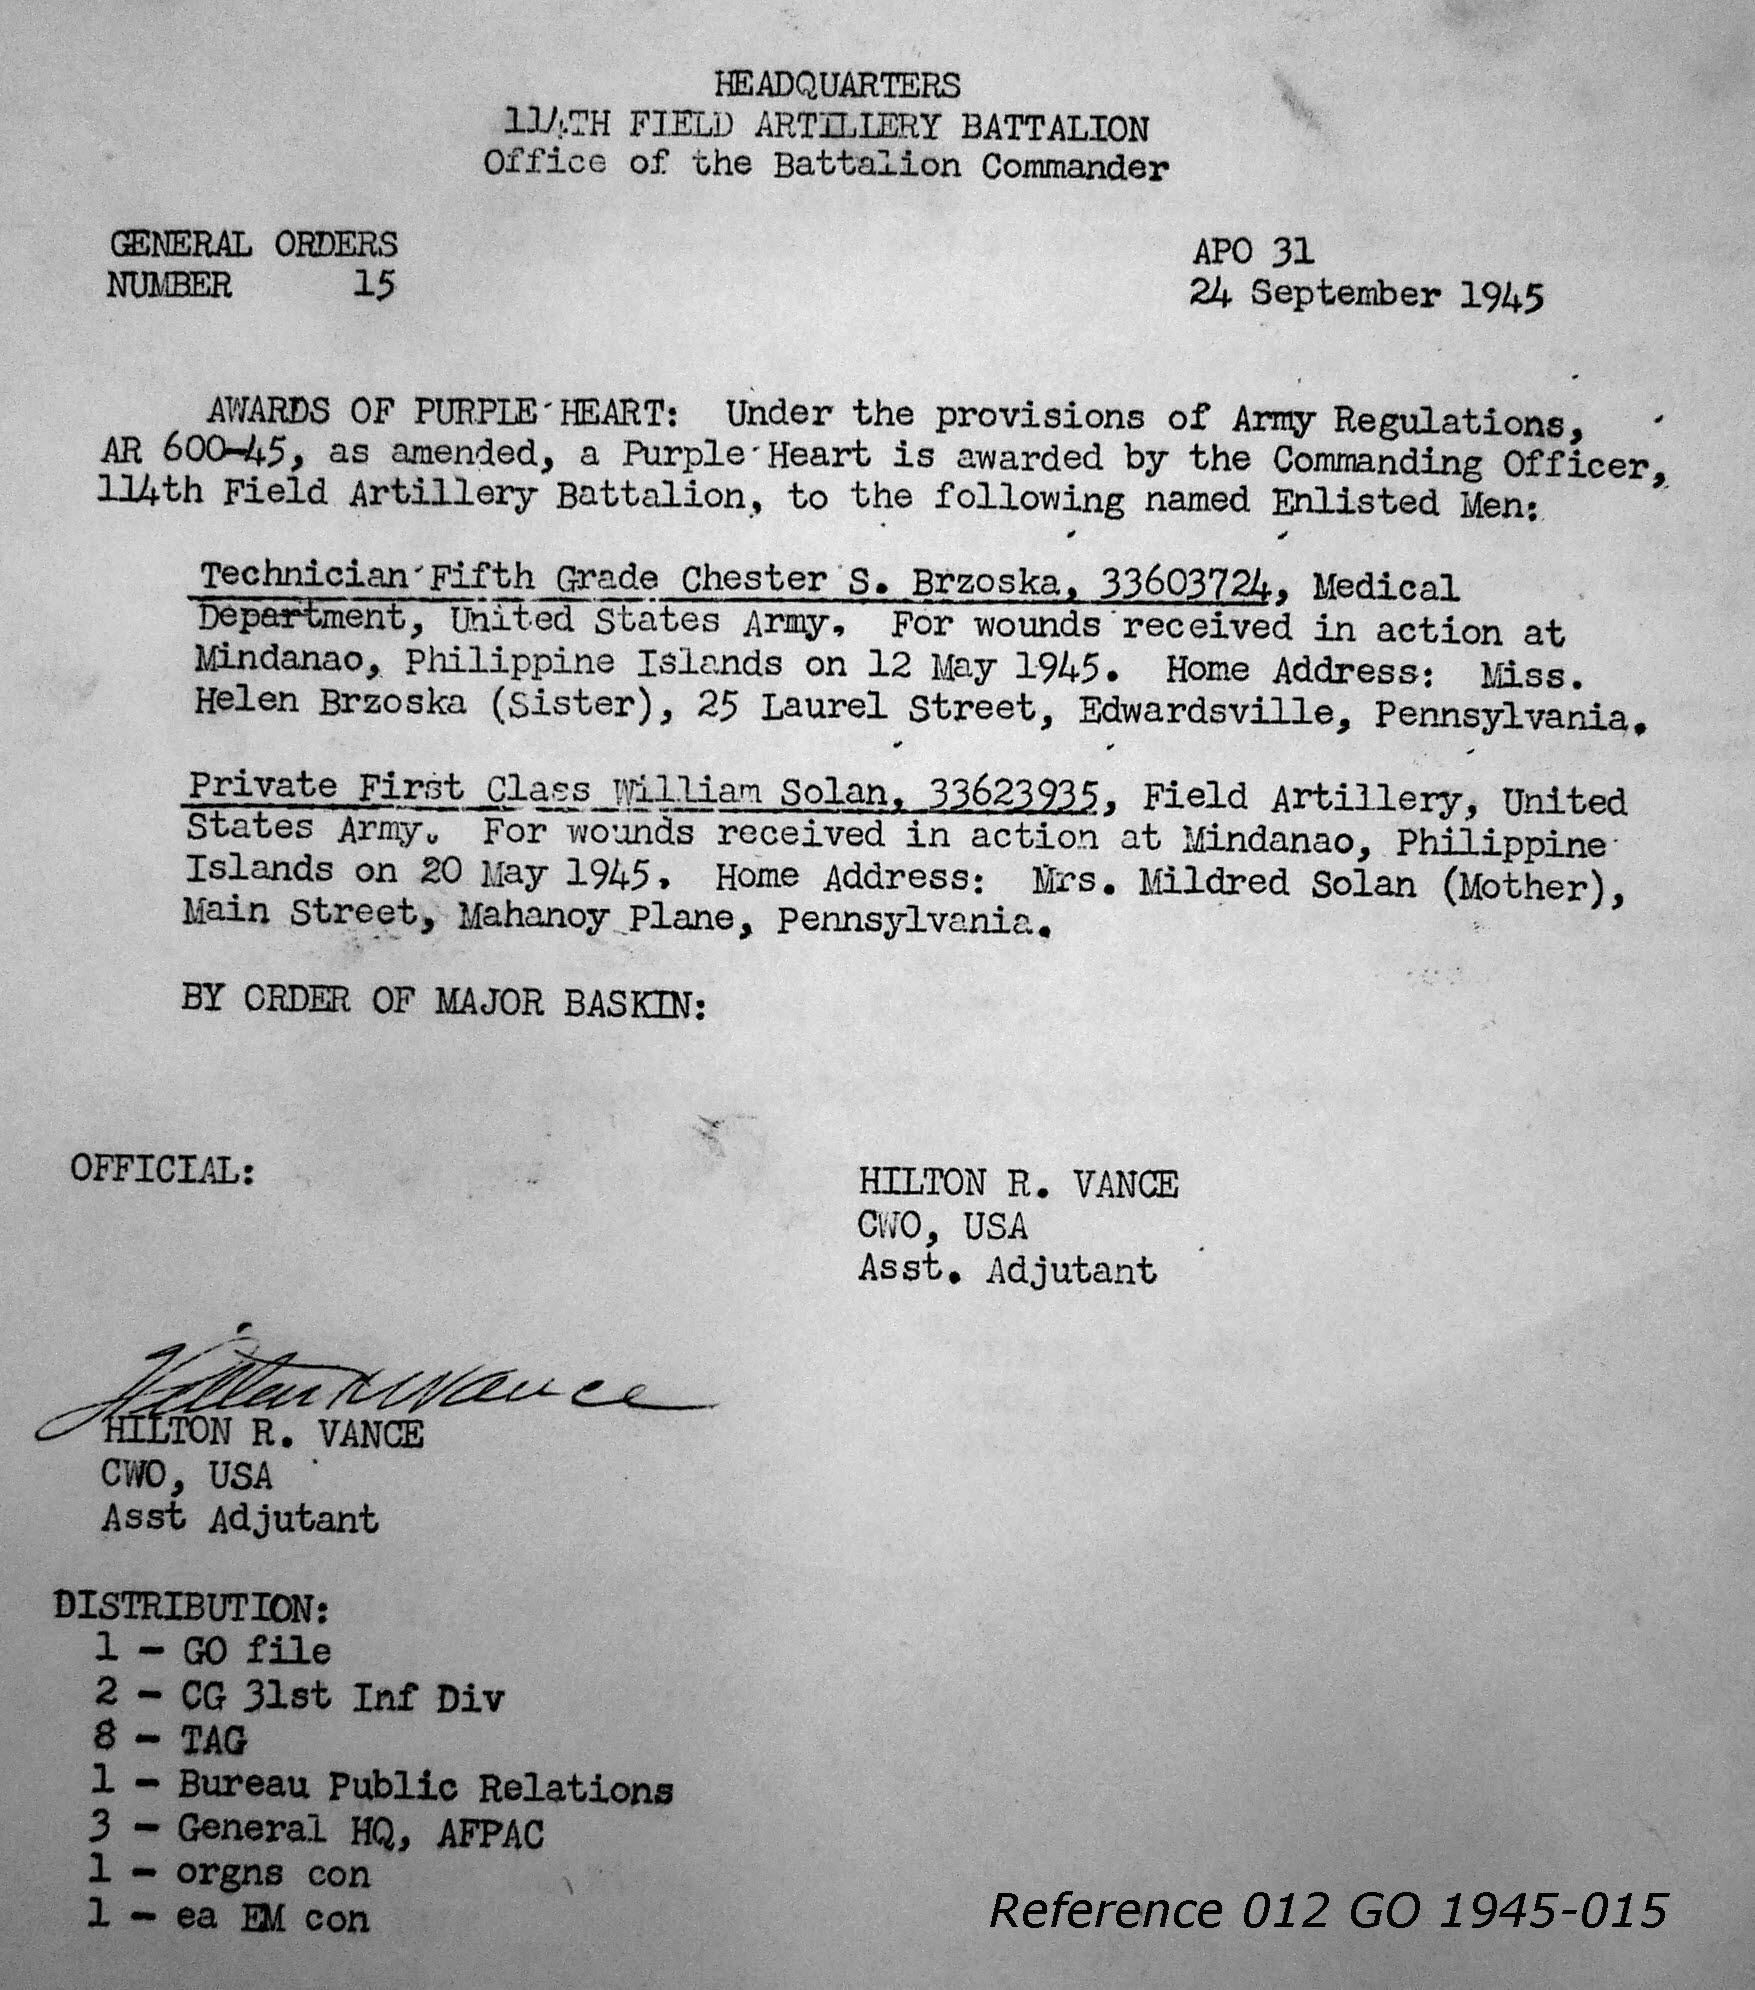 HEADQUARTERS
114TH FIELD ARTILLERY BATTALION
Office of the Battalion Commander
GENERAL ORDERS
NUMBER 15
APO 31
24 September 1945
AWARDS OF PURPLE HEART: Under the provisions of Army Regulations,
AR 600-45, as amended, a Purple Heart is awarded by the Commanding Officer,
114th Field Artillery Battalion, to the following named Enlisted Men:
Technician Fifth Grade Chester S. Brzoska, 33603724, Medical
Department, United States Army. For wounds received in action at
Mindanao, Philippine Islands on 12 May 1945. Home Address: Miss.
Helen Brzoska (Sister), 25 Laurel Street, Edwardsville, Pennsylvania.
Private First Class William Solan, 33623935, Field Artillery, United
States Army. For wounds received in action at Mindanao, Philippine
Islands on 20 May 1945. Home Address: Mrs. Mildred Solan (Mother),
Main Street, Mahanoy Plane, Pennsylvania.
BY ORDER OF MAJOR BASKIN:
OFFICIAL:
HILTON R. VANCE
CWO, USA
Asst. Adjutant
Hilton R Vance
HILTON R. VANCE
CWO, USA
Asst Adjutant
DISTRIBUTION:
1 - GO file
2 - CG 31st Inf Div
8 - TAG
1 - Bureau Public Relations
3 - General HQ, AFPAC
1 - orgns con
1 - ea EM con
Reference 012 GO 1945-015